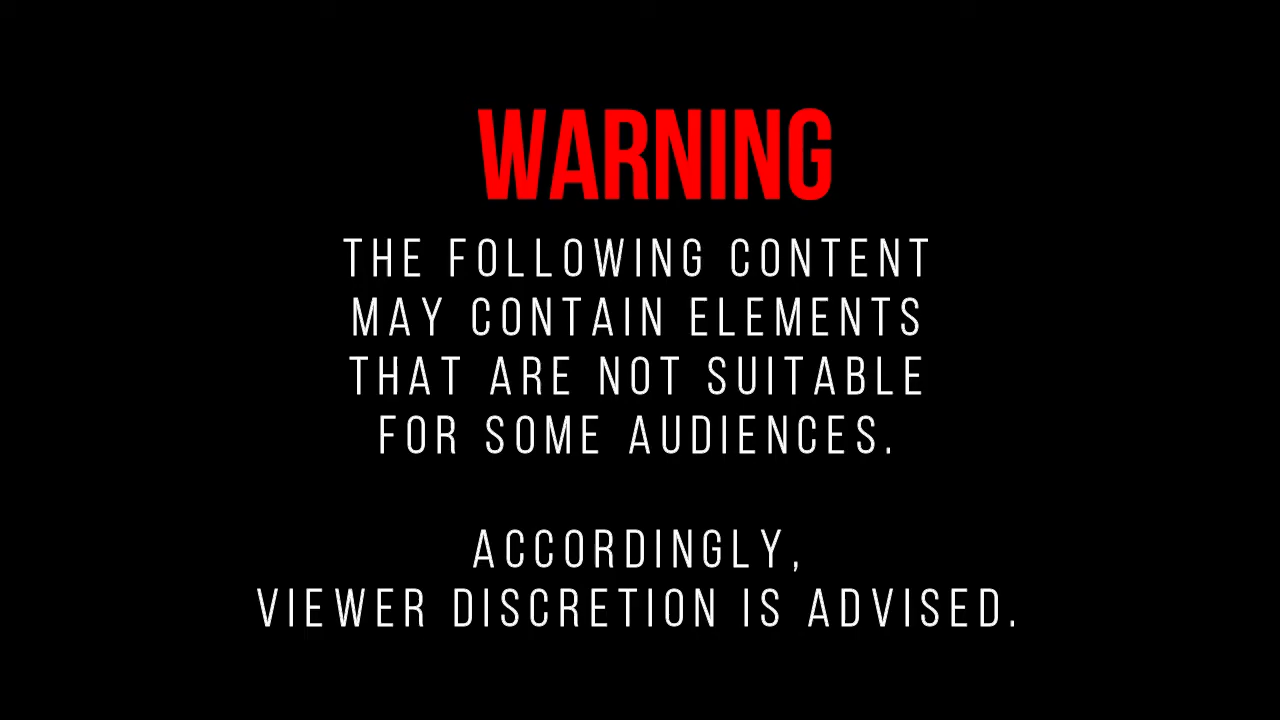 WARNING
THE FOLLOWING CONTENT
MAY CONTAIN ELEMENTS
THAT ARE NOT SUITABLE
FOR SOME AUDIENCES.
ACCORDINGLY,
VIEWER DISCRETION IS ADVISED.